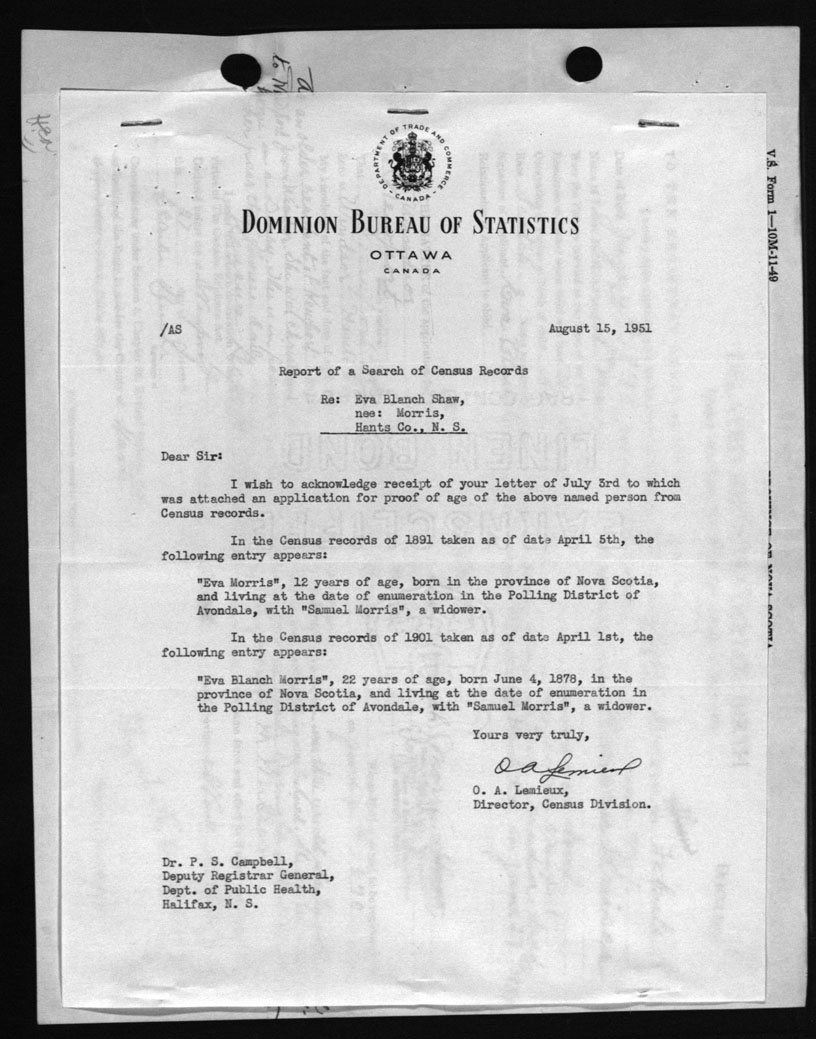 DEPARTMENT OF TRADE AND COMMERCE
CANADA
DOMINION BUREAU OF STATISTICS
OTTAWA
CANADA
/AS August 15, 1951
Report of a Search of Census Records
Re: Eva Blanch Shaw,
nee: Morris,
Hants Co., N. S.
Dear Sir:
I wish to acknowledge receipt of your letter of July 3rd to which
was attached an application for proof of age of the above named person from
Census records.
In the Census records of 1891 taken as of date April 5th, the
following entry appears:
"Eva Morris", 12 years of age, born in the province of Nova Scotia,
and living at the date of enumeration in the Polling District of
Avondale, with "Samuel Morris", a widower.
In the Census records of 1901 taken as of date April 1st, the
following entry appears:
"Eva Blanch Morris", 22 years of age, born June 4, 1878, in the
province of Nova Scotia, and living at the date of enumeration in
the Polling District of Avondale, with "Samuel Morris", a widower.
Yours very truly,
O A Lemieux
O. A. Lemieux,
Director, Census Division.
Dr. P. S. Campbell,
Deputy Registrar General,
Dept. of Public Health,
Halifax, N. S.
V.S. Form 1—10M-11-49